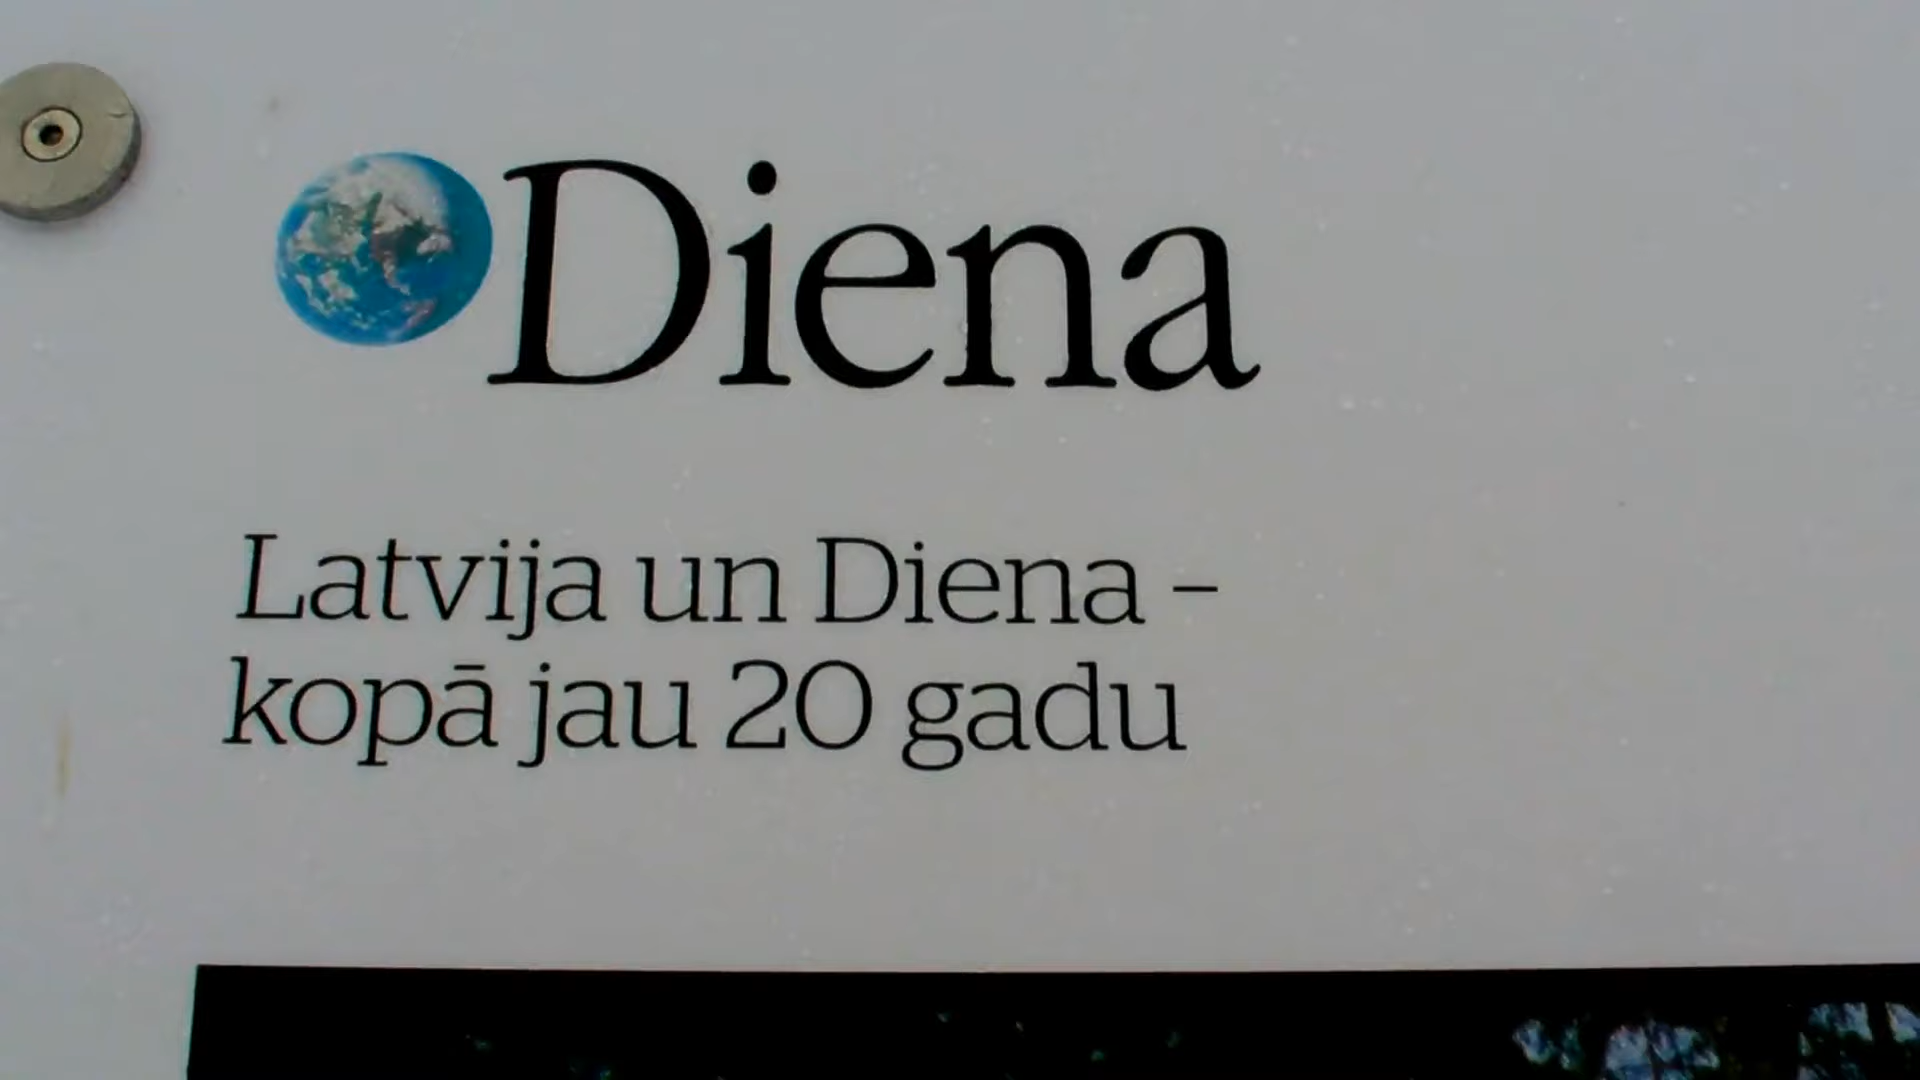 Diena
Latvija un Diena –
kopā jau 20 gadu